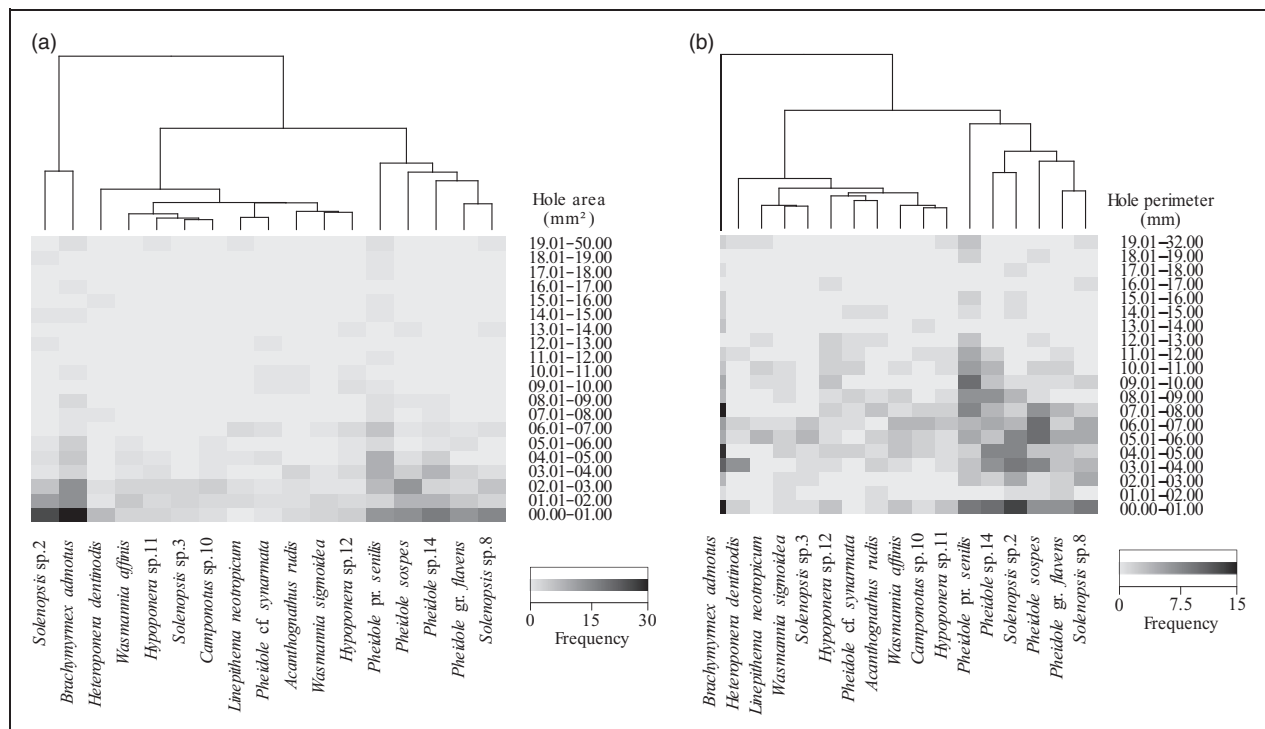 (a)
Hole area
(mm²)
19.01–50.00
18.01–19.00
17.01–18.00
16.01–17.00
15.01–16.00
14.01–15.00
13.01–14.00
12.01–13.00
11.01–12.00
10.01–11.00
09.01–10.00
08.01–09.00
07.01–08.00
06.01–07.00
05.01–06.00
04.01–05.00
03.01–04.00
02.01–03.00
01.01–02.00
00.00–01.00
Solenopsis sp.2
Brachymyrmex admotus
Heteroponera dentinodis
Wasmannia affinis
Hypoponera sp.11
Solenopsis sp.3
Camponotus sp.10
Linepithema neotropicum
Pheidole cf. synarmata
Acanthognathus rudis
Wasmannia sigmoidea
Hypoponera sp.12
Pheidole pr. senilis
Pheidole sospes
Pheidole sp.14
Pheidole gr. flavens
Solenopsis sp.8
0 15 30
Frequency
(b)
Hole perimeter
(mm)
19.01–32.00
18.01–19.00
17.01–18.00
16.01–17.00
15.01–16.00
14.01–15.00
13.01–14.00
12.01–13.00
11.01–12.00
10.01–11.00
09.01–10.00
08.01–09.00
07.01–08.00
06.01–07.00
05.01–06.00
04.01–05.00
03.01–04.00
02.01–03.00
01.01–02.00
00.00–01.00
Brachymyrmex admotus
Heteroponera dentinodis
Linepithema neotropicum
Wasmannia sigmoidea
Solenopsis sp.3
Hypoponera sp.12
Pheidole cf. synarmata
Acanthognathus rudis
Wasmannia affinis
Camponotus sp.10
Hypoponera sp.11
Pheidole pr. senilis
Pheidole sp.14
Solenopsis sp.2
Pheidole sospes
Pheidole gr. flavens
Solenopsis sp.8
0 7.5 15
Frequency